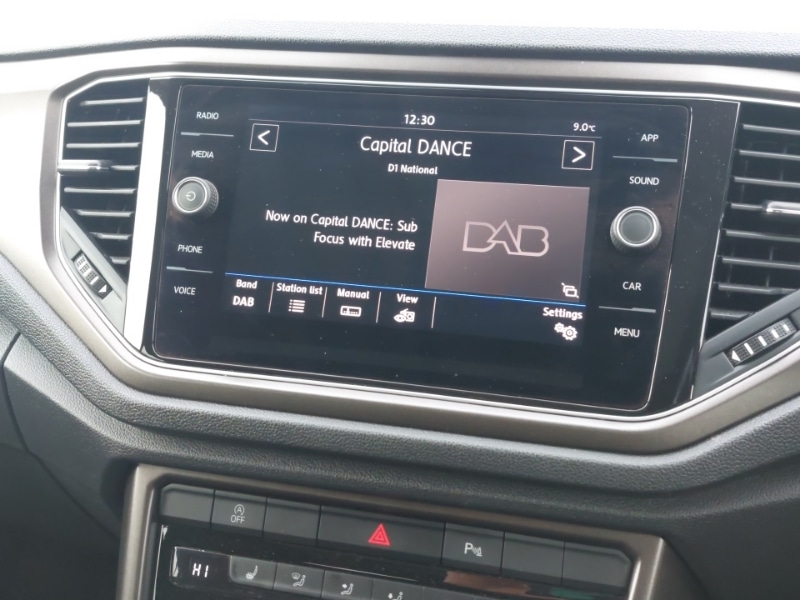 RADIO
MEDIA
PHONE
VOICE
12:30
9.0°C
<
Capital DANCE
>
D1 National
Now on Capital DANCE: Sub
Focus with Elevate
DAB
Band
DAB
Station list
Manual
View
Settings
APP
SOUND
CAR
MENU
A
OFF
P
HI